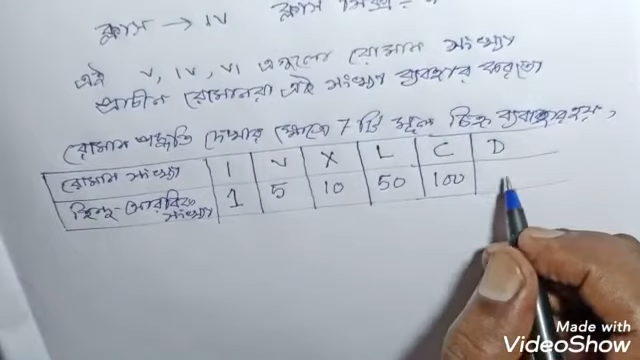 ক্লাস → IV ক্লাস
এই V, IV, VI এগুলো রোমান সংখ্যা
প্রাচীন রোমানরা এই সংখ্যা ব্যবহার করতো
রোমান পদ্ধতি লেখার ক্ষেত্রে 7 টি মূল চিহ্ন ব্যবহার হয়,
রোমান সংখ্যা I V X L C D
হিন্দু-আরবিক সংখ্যা 1 5 10 50 100
Made with
VideoShow